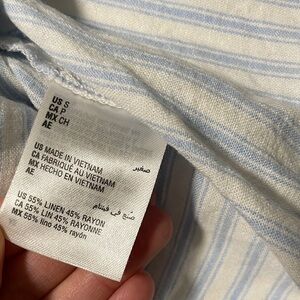 US S
CA P
MX CH
AE
صغير
US MADE IN VIETNAM
CA FABRIQUÉ AU VIETNAM
MX HECHO EN VIETNAM
AE
صنع في فيتنام
US 55% LINEN 45% RAYON
CA 55% LIN 45% RAYONNE
MX 55% lino 45% rayón